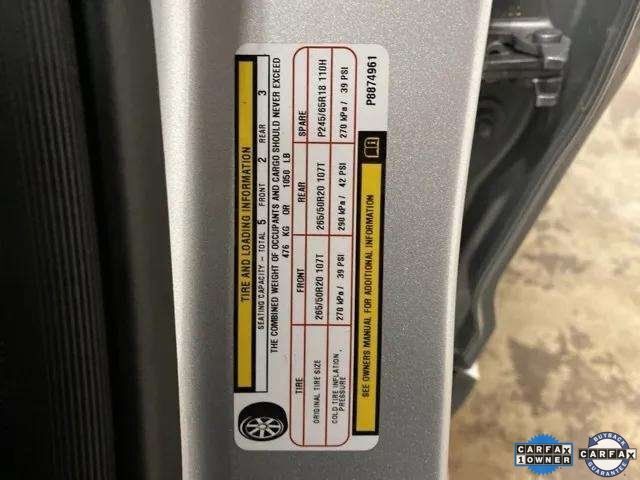 TIRE AND LOADING INFORMATION
SEATING CAPACITY - TOTAL 5 FRONT 2 REAR 3
THE COMBINED WEIGHT OF OCCUPANTS AND CARGO SHOULD NEVER EXCEED
476 KG OR 1050 LB
TIRE FRONT REAR SPARE
ORIGINAL TIRE SIZE 265/50R20 107T 265/50R20 107T P245/65R18 110H
COLD TIRE INFLATION PRESSURE 270 kPa / 39 PSI 290 kPa / 42 PSI 270 kPa / 39 PSI
SEE OWNERS MANUAL FOR ADDITIONAL INFORMATION
P8874961
CARFAX
1 OWNER
BUYBACK
CARFAX
GUARANTEE